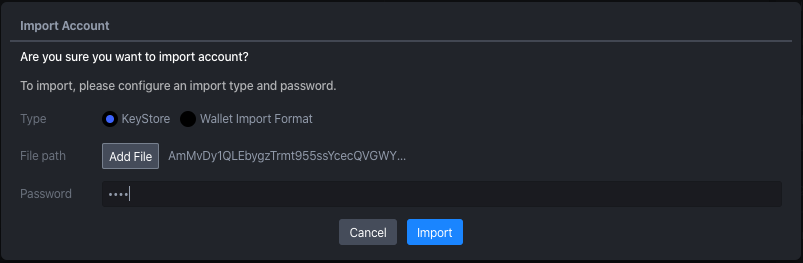 Import Account
Are you sure you want to import account?
To import, please configure an import type and password.
Type KeyStore Wallet Import Format
File path Add File AmMvDy1QLEbygzTrmt955ssYcecQVGWY...
Password ••••
Cancel Import